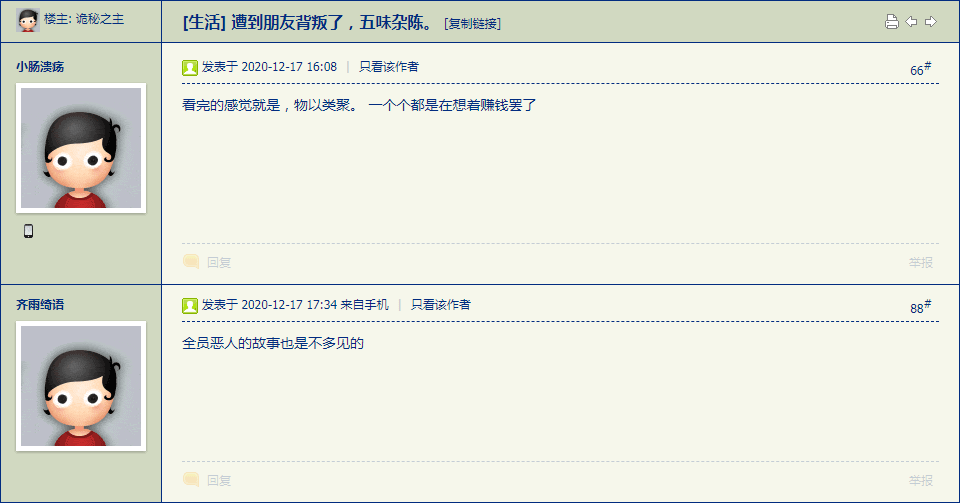 楼主: 诡秘之主
[生活] 遭到朋友背叛了，五味杂陈。 [复制链接]
小肠溃疡
发表于 2020-12-17 16:08 | 只看该作者
66#
看完的感觉就是，物以类聚。 一个个都是在想着赚钱罢了
回复
举报
齐雨绮语
发表于 2020-12-17 17:34 来自手机 | 只看该作者
88#
全员恶人的故事也是不多见的
回复
举报